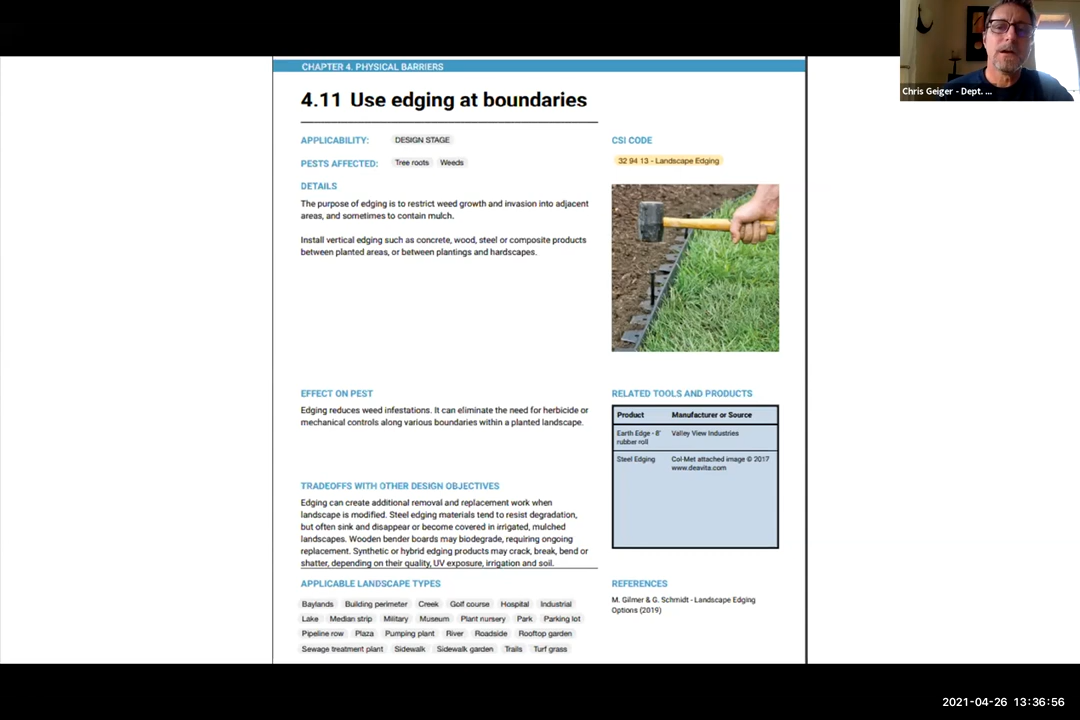 Chris Geiger - Dept. ...
CHAPTER 4. PHYSICAL BARRIERS
4.11 Use edging at boundaries
APPLICABILITY: DESIGN STAGE
PESTS AFFECTED: Tree roots Weeds
DETAILS
The purpose of edging is to restrict weed growth and invasion into adjacent
areas, and sometimes to contain mulch.
Install vertical edging such as concrete, wood, steel or composite products
between planted areas, or between plantings and hardscapes.
CSI CODE
32 94 13 - Landscape Edging
EFFECT ON PEST
Edging reduces weed infestations. It can eliminate the need for herbicide or
mechanical controls along various boundaries within a planted landscape.
TRADEOFFS WITH OTHER DESIGN OBJECTIVES
Edging can create additional removal and replacement work when
landscape is modified. Steel edging materials tend to resist degradation,
but often sink and disappear or become covered in irrigated, mulched
landscapes. Wooden bender boards may biodegrade, requiring ongoing
replacement. Synthetic or hybrid edging products may crack, break, bend or
shatter, depending on their quality, UV exposure, irrigation and soil.
RELATED TOOLS AND PRODUCTS
Product Manufacturer or Source
Earth Edge - 8' Valley View Industries
rubber roll
Steel Edging Col-Met attached image © 2017
www.deavita.com
APPLICABLE LANDSCAPE TYPES
Baylands Building perimeter Creek Golf course Hospital Industrial
Lake Median strip Military Museum Plant nursery Park Parking lot
Pipeline row Plaza Pumping plant River Roadside Rooftop garden
Sewage treatment plant Sidewalk Sidewalk garden Trails Turf grass
REFERENCES
M. Gilmer & G. Schmidt - Landscape Edging
Options (2019)
2021-04-26 13:36:56